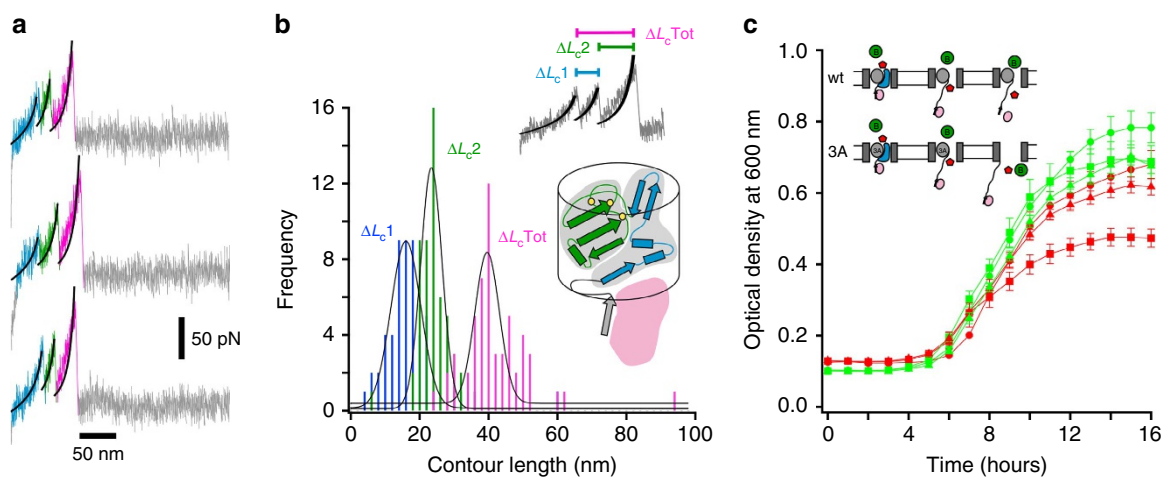 a
50 pN
50 nm
b
ΔLcTot
ΔLc2
ΔLc1
16
12
8
4
0
Frequency
ΔLc2
ΔLc1
ΔLcTot
0 20 40 60 80 100
Contour length (nm)
c
1.0
0.8
0.6
0.4
0.2
0.0
Optical density at 600 nm
wt
B B B
3A
B B B
3A 3A
0 4 8 12 16
Time (hours)